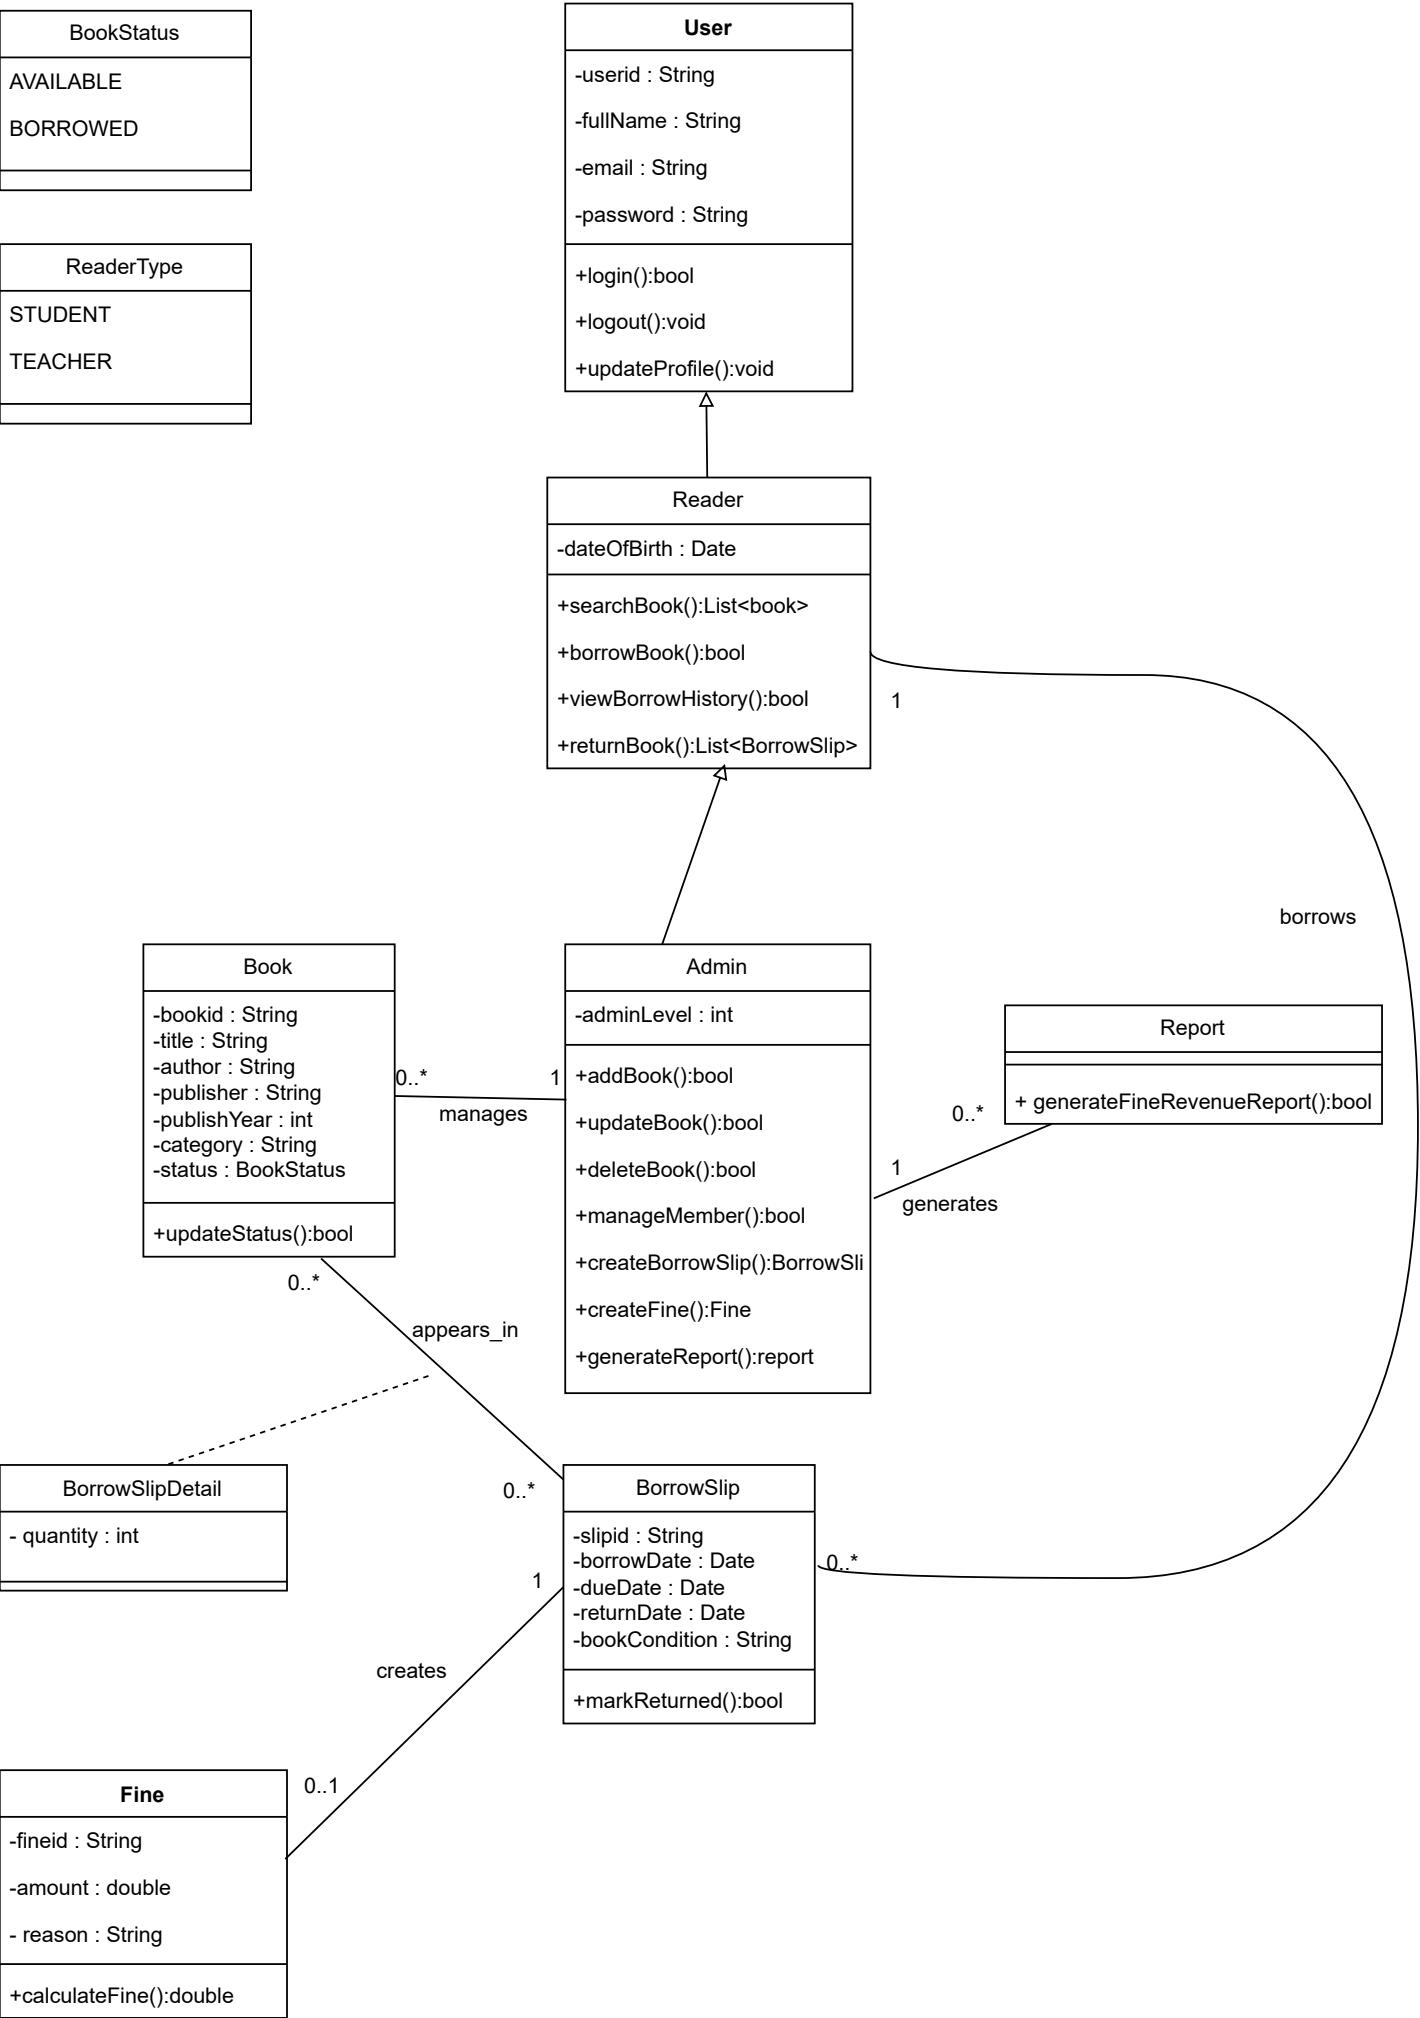 BookStatus
AVAILABLE
BORROWED
ReaderType
STUDENT
TEACHER
User
-userid : String
-fullName : String
-email : String
-password : String
+login():bool
+logout():void
+updateProfile():void
Reader
-dateOfBirth : Date
+searchBook():List<book>
+borrowBook():bool
+viewBorrowHistory():bool
+returnBook():List<BorrowSlip>
1
borrows
0..*
Book
-bookid : String
-title : String
-author : String
-publisher : String
-publishYear : int
-category : String
-status : BookStatus
+updateStatus():bool
0..*
1
manages
Admin
-adminLevel : int
+addBook():bool
+updateBook():bool
+deleteBook():bool
+manageMember():bool
+createBorrowSlip():BorrowSli
+createFine():Fine
+generateReport():report
Report
+ generateFineRevenueReport():bool
0..*
1
generates
0..*
appears_in
0..*
BorrowSlipDetail
- quantity : int
BorrowSlip
-slipid : String
-borrowDate : Date
-dueDate : Date
-returnDate : Date
-bookCondition : String
+markReturned():bool
1
creates
0..1
Fine
-fineid : String
-amount : double
- reason : String
+calculateFine():double